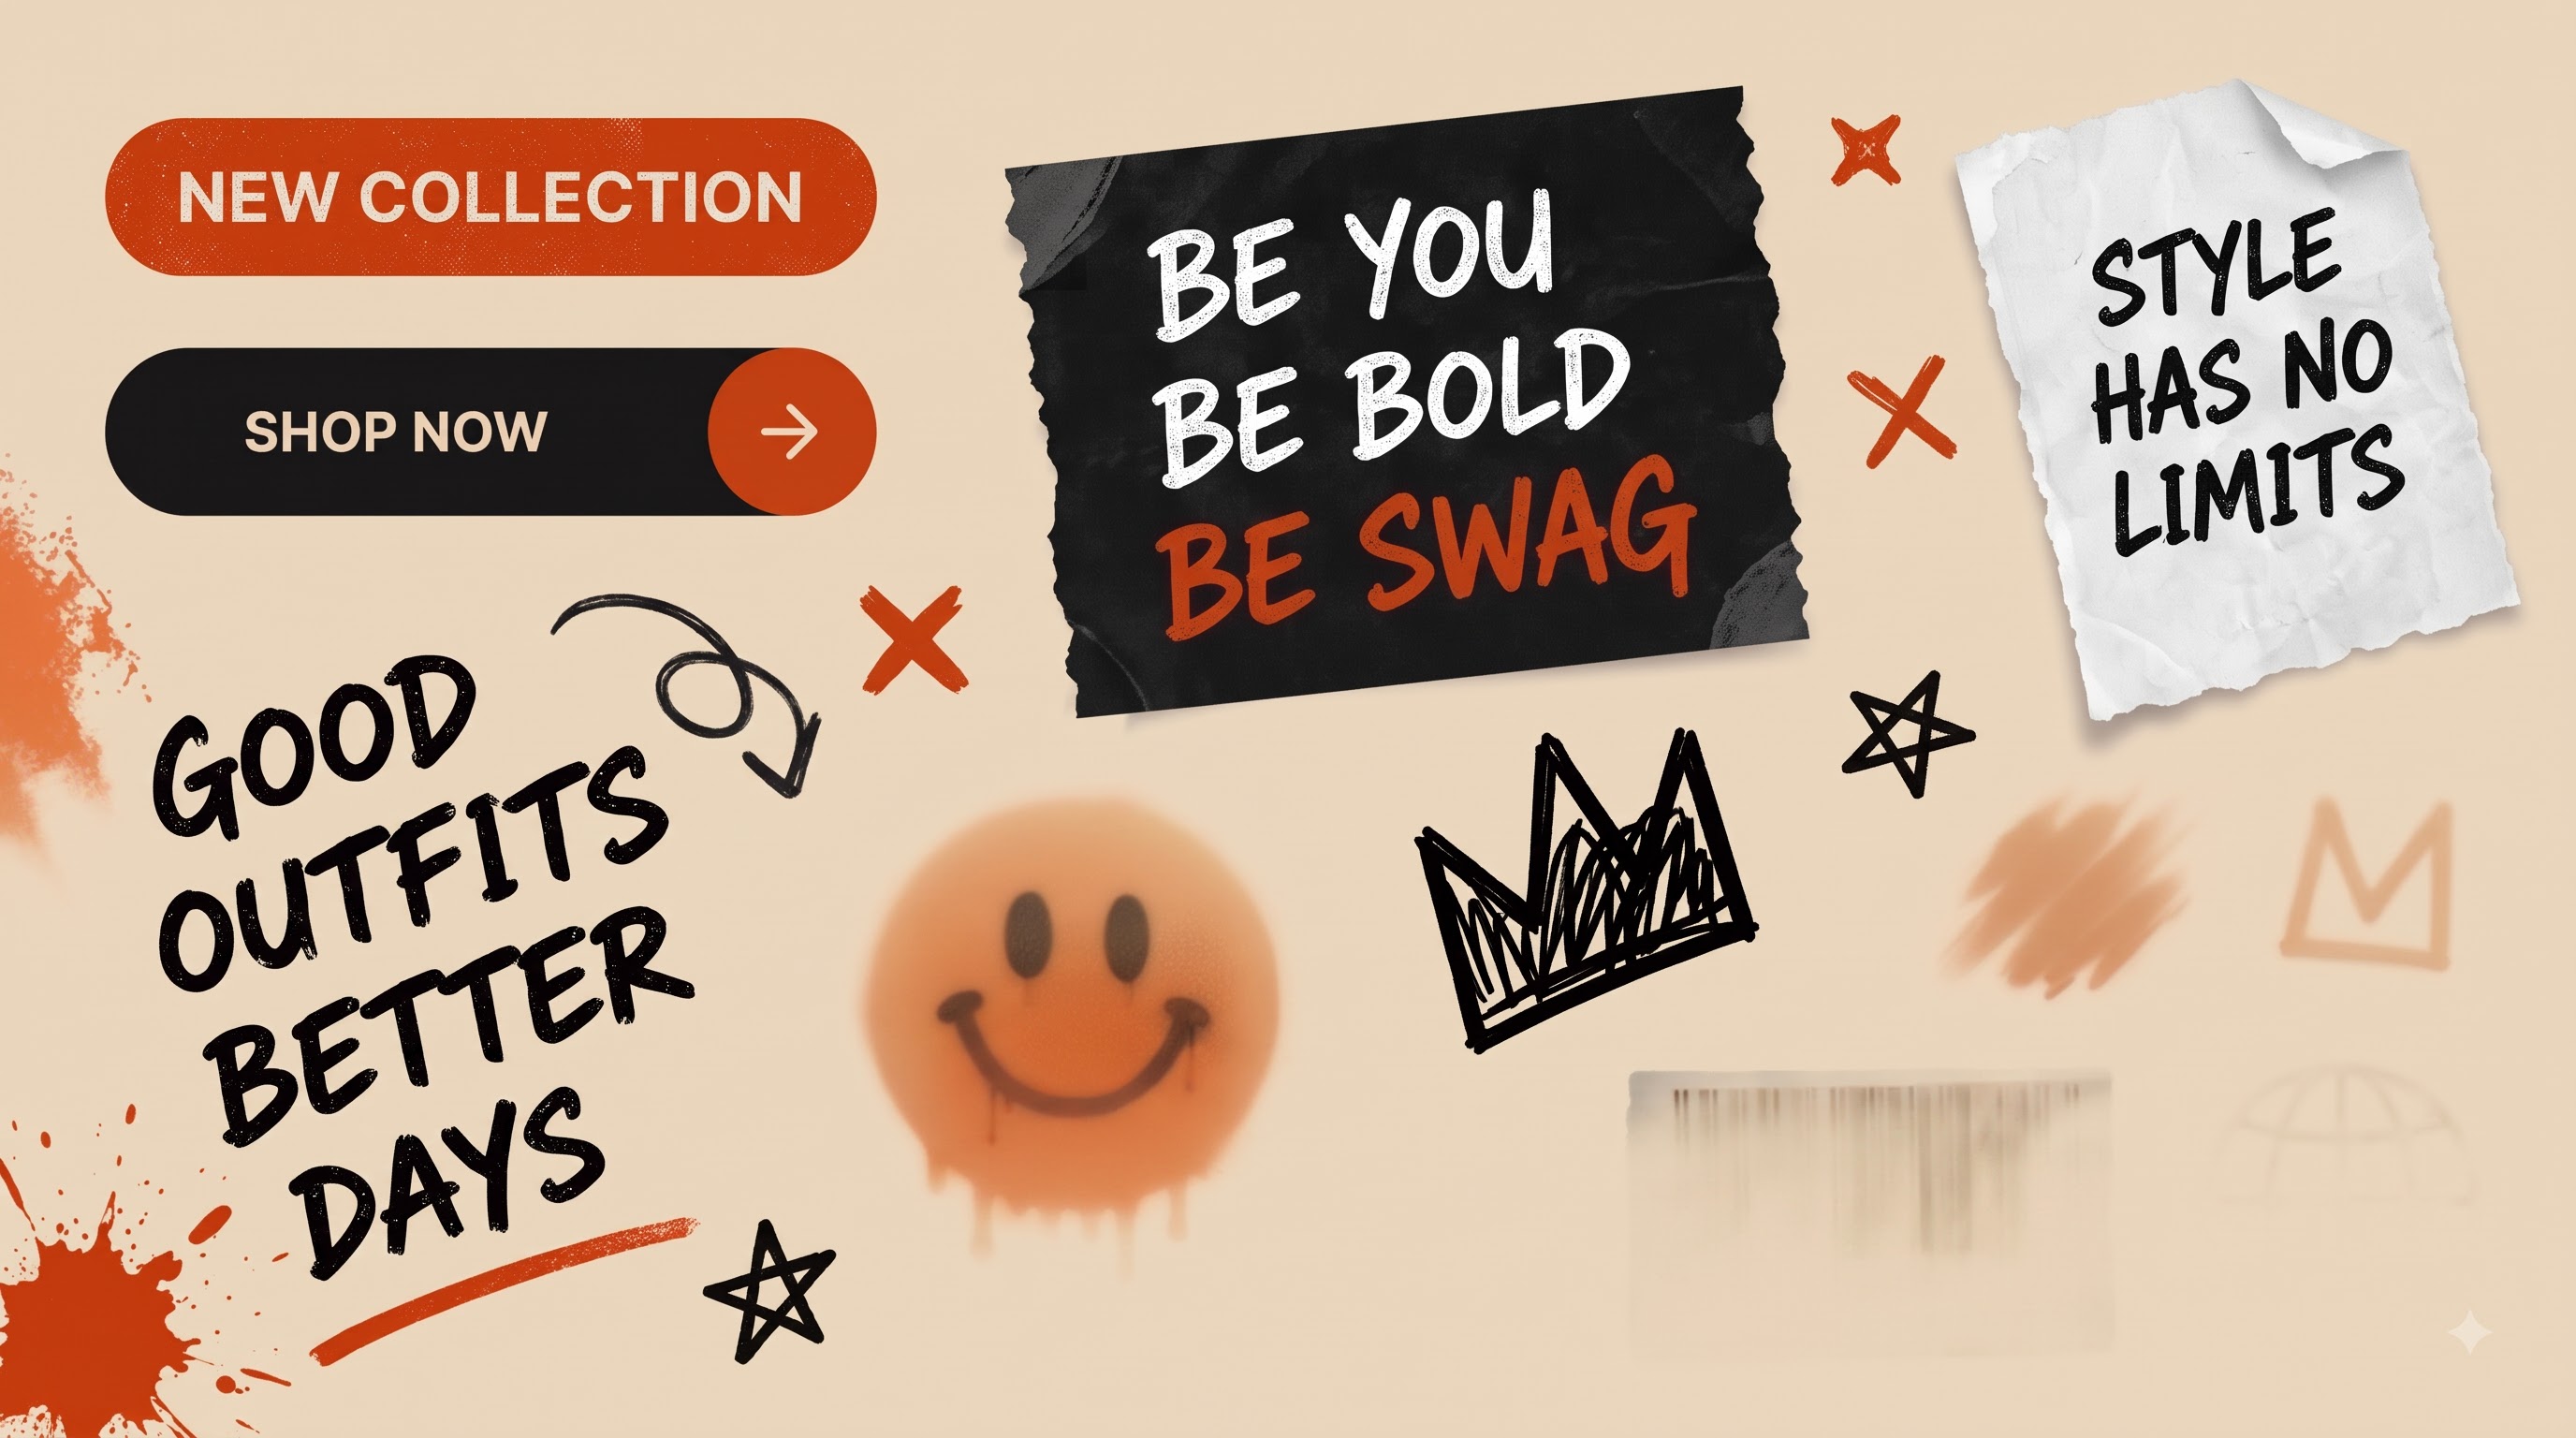 NEW COLLECTION
SHOP NOW
BE YOU
BE BOLD
BE SWAG
STYLE
HAS NO
LIMITS
GOOD
OUTFITS
BETTER
DAYS